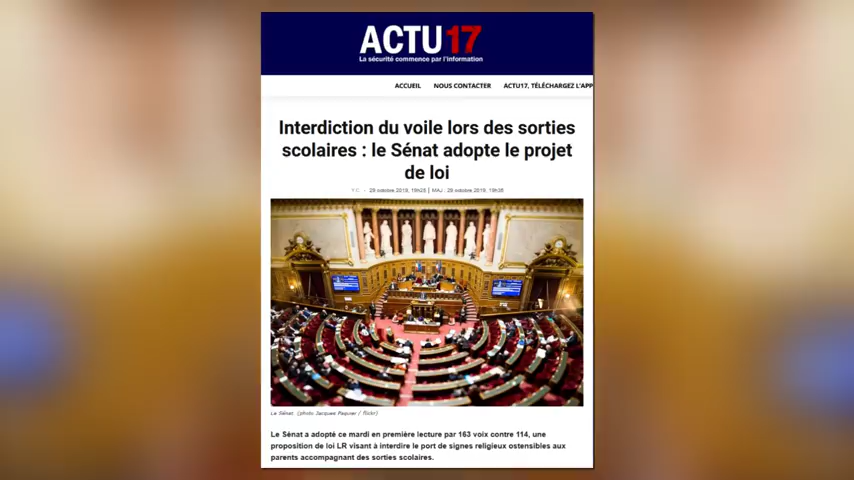 ACTU17
La sécurité commence par l'information
ACCUEIL NOUS CONTACTER ACTU17, TÉLÉCHARGEZ L'APP
Interdiction du voile lors des sorties
scolaires : le Sénat adopte le projet
de loi
Y.C. - 29 octobre 2019, 19h25 | MAJ : 29 octobre 2019, 19h36
Le Sénat. (photo Jacques Paquier / flickr)
Le Sénat a adopté ce mardi en première lecture par 163 voix contre 114, une
proposition de loi LR visant à interdire le port de signes religieux ostensibles aux
parents accompagnant des sorties scolaires.